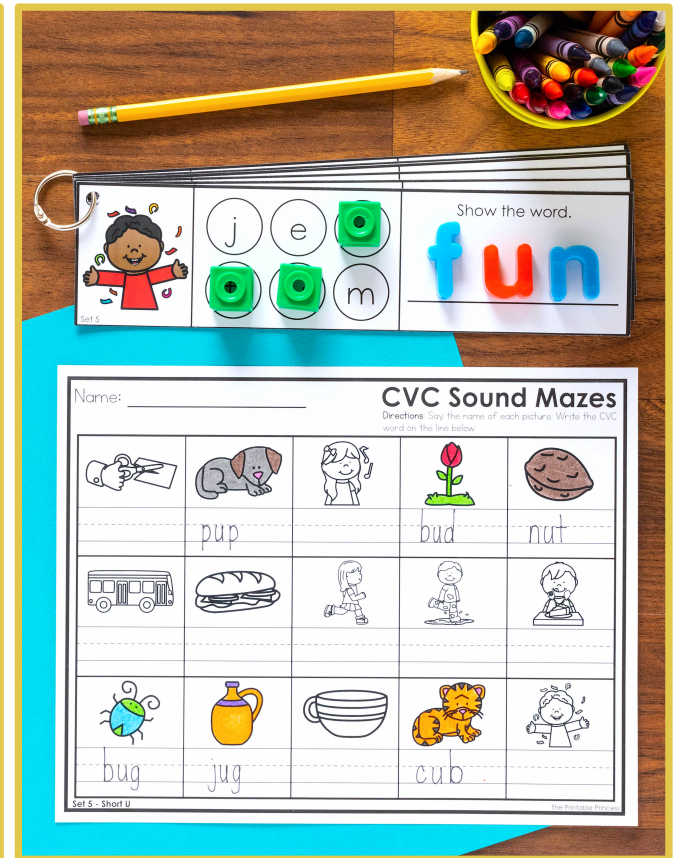 j e
m
Show the word.
fun
Set 5
Name:
CVC Sound Mazes
Directions: Say the name of each picture. Write the CVC
word on the line below.
pup bud nut
bug jug cub
Set 5 - Short U
The Printable Princess